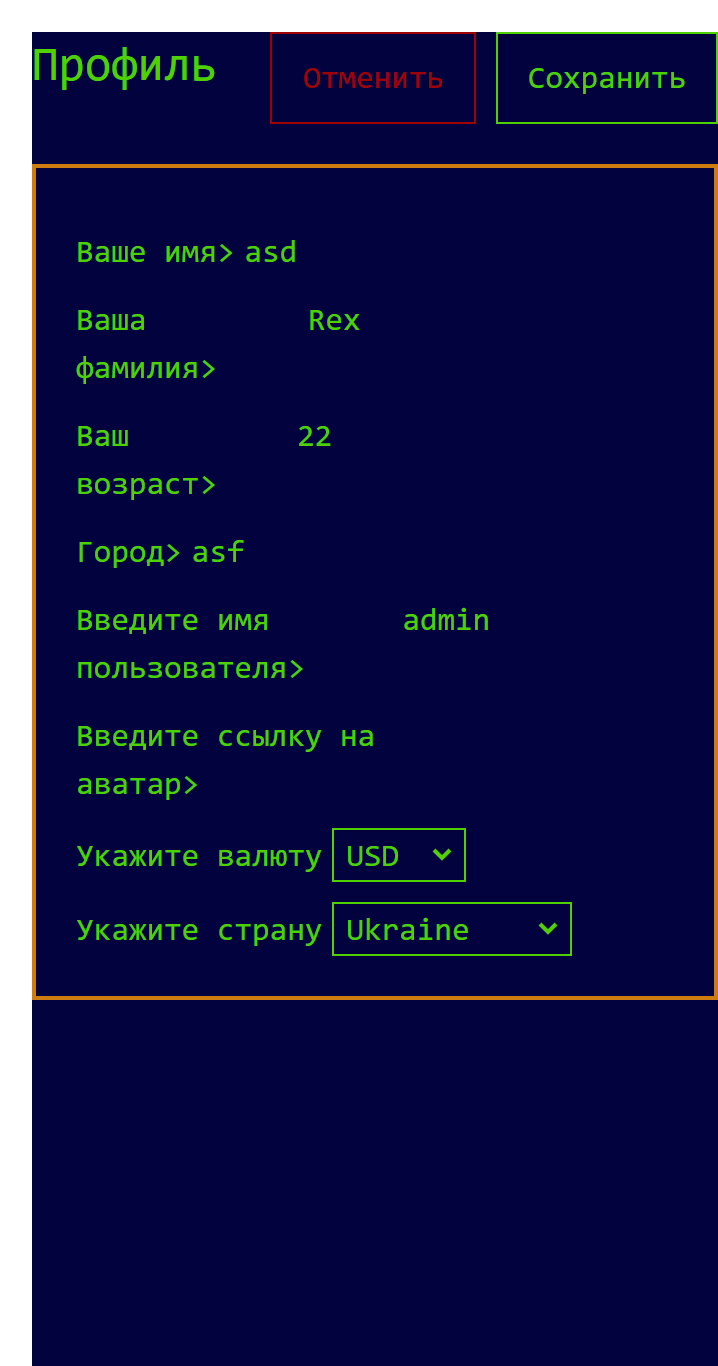 Профиль Отменить Сохранить
Ваше имя> asd
Ваша Rex
фамилия>
Ваш 22
возраст>
Город> asf
Введите имя admin
пользователя>
Введите ссылку на
аватар>
Укажите валюту USD
Укажите страну Ukraine